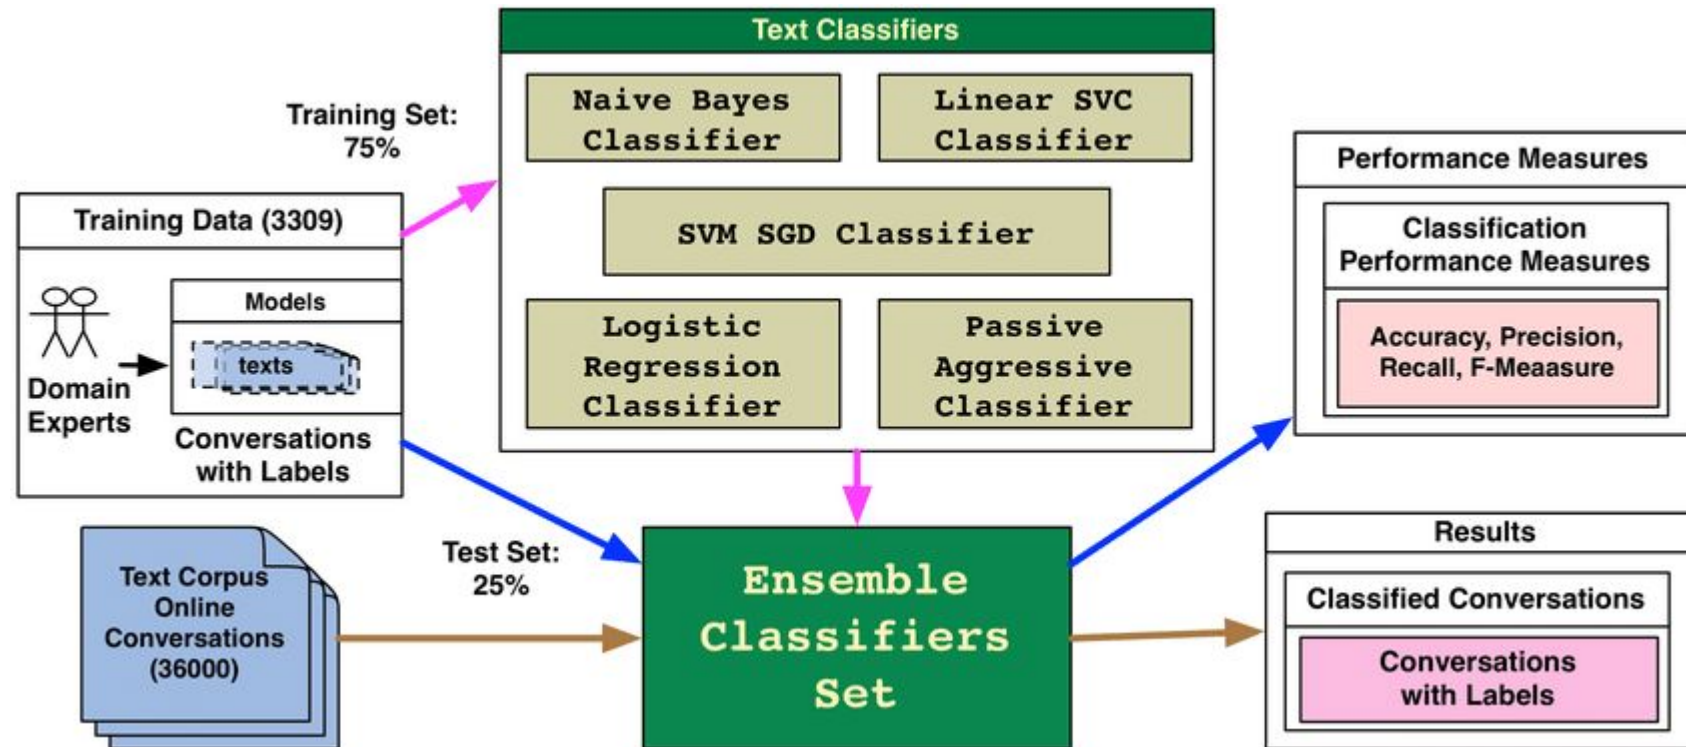 Text Classifiers
Naive Bayes
Classifier
Linear SVC
Classifier
SVM SGD Classifier
Logistic
Regression
Classifier
Passive
Aggressive
Classifier
Training Set:
75%
Training Data (3309)
Models
texts
Domain
Experts
Conversations
with Labels
Performance Measures
Classification
Performance Measures
Accuracy, Precision,
Recall, F-Meaasure
Text Corpus
Online
Conversations
(36000)
Test Set:
25%
Ensemble
Classifiers
Set
Results
Classified Conversations
Conversations
with Labels